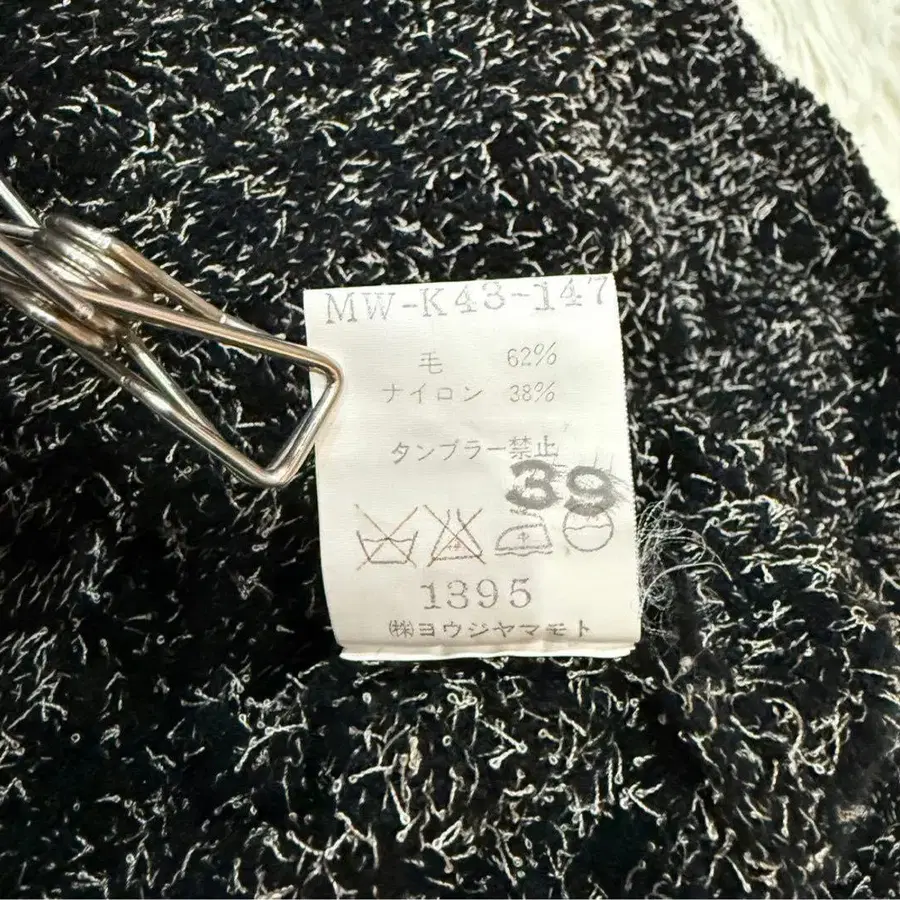 MW-K43-147
毛 62%
ナイロン 38%
タンブラー禁止
39
1395
㈱ヨウジヤマモト